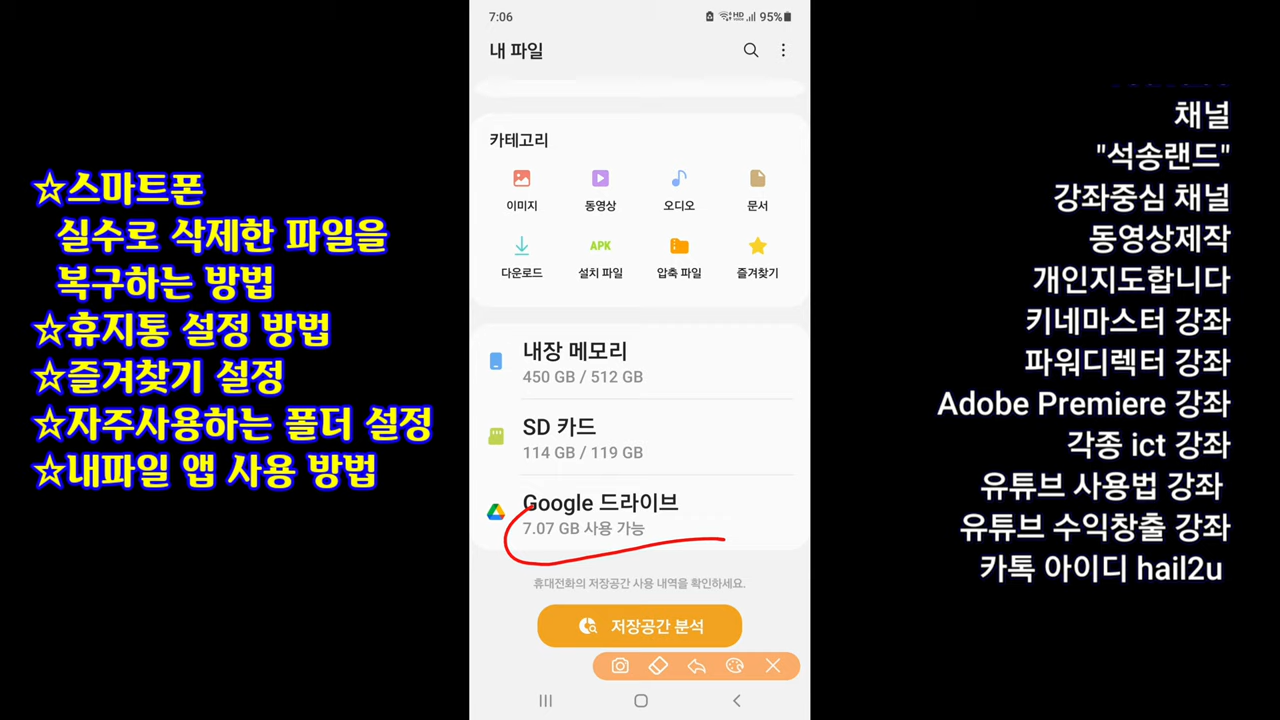 ☆스마트폰
실수로 삭제한 파일을
복구하는 방법
☆휴지통 설정 방법
☆즐겨찾기 설정
☆자주사용하는 폴더 설정
☆내파일 앱 사용 방법
7:06
HD 95%
내 파일
카테고리
이미지 동영상 오디오 문서
APK
다운로드 설치 파일 압축 파일 즐겨찾기
내장 메모리
450 GB / 512 GB
SD 카드
114 GB / 119 GB
Google 드라이브
7.07 GB 사용 가능
휴대전화의 저장공간 사용 내역을 확인하세요.
저장공간 분석
채널
"석송랜드"
강좌중심 채널
동영상제작
개인지도합니다
키네마스터 강좌
파워디렉터 강좌
Adobe Premiere 강좌
각종 ict 강좌
유튜브 사용법 강좌
유튜브 수익창출 강좌
카톡 아이디 hail2u